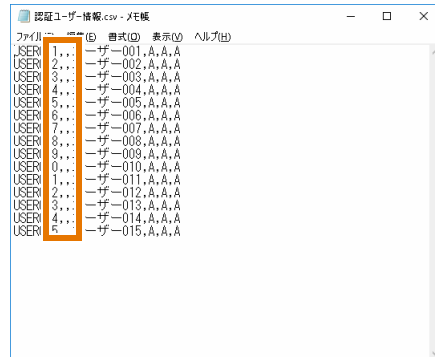 認証ユーザー情報.csv - メモ帳
ファイル 編集(E) 書式(O) 表示(V) ヘルプ(H)
USER 1,, ーザー001,A,A,A
USER 2,, ーザー002,A,A,A
USER 3,, ーザー003,A,A,A
USER 4,, ーザー004,A,A,A
USER 5,, ーザー005,A,A,A
USER 6,, ーザー006,A,A,A
USER 7,, ーザー007,A,A,A
USER 8,, ーザー008,A,A,A
USER 9,, ーザー009,A,A,A
USER 0,, ーザー010,A,A,A
USER 1,, ーザー011,A,A,A
USER 2,, ーザー012,A,A,A
USER 3,, ーザー013,A,A,A
USER 4,, ーザー014,A,A,A
USER 5 ーザー015,A,A,A